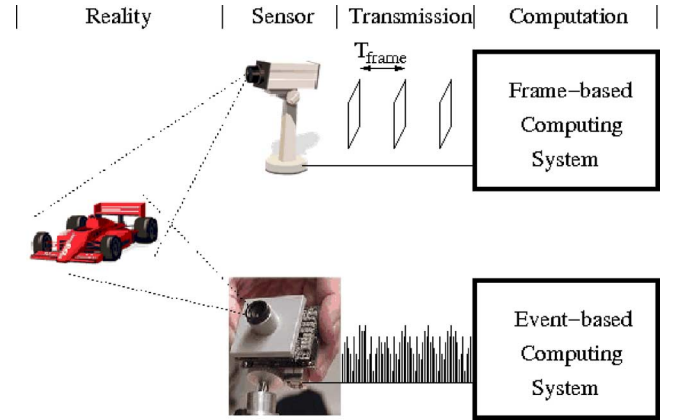 Reality Sensor Transmission Computation
T_frame
Frame-based
Computing
System
Event-based
Computing
System